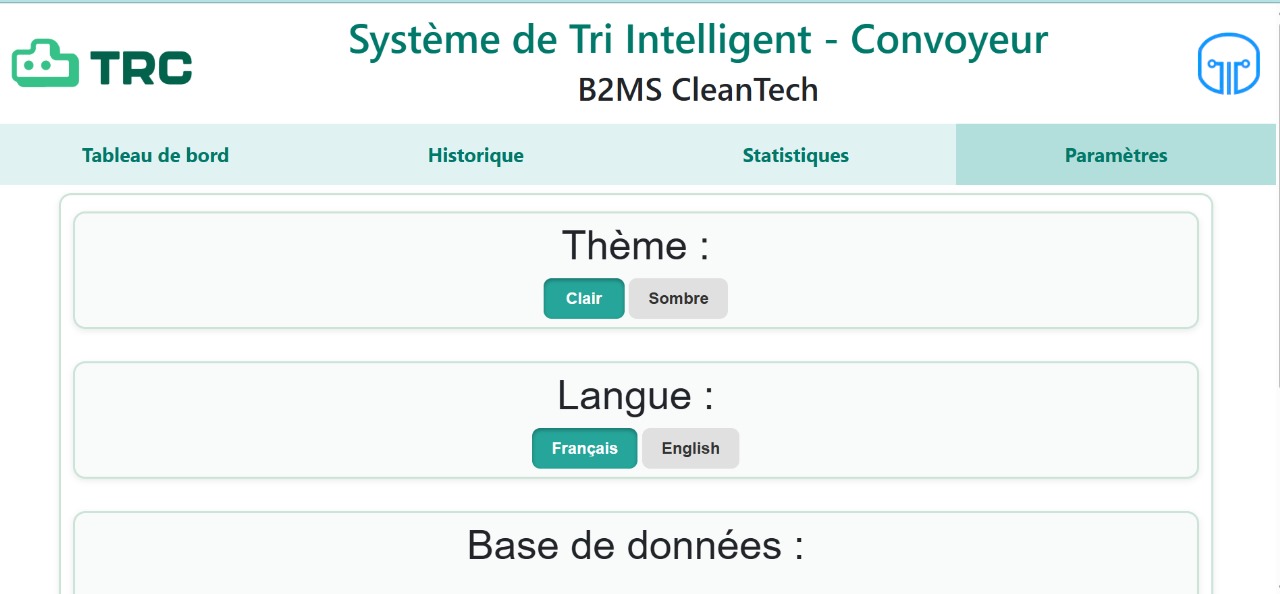 TRC
Système de Tri Intelligent - Convoyeur
B2MS CleanTech
Tableau de bord Historique Statistiques Paramètres
Thème :
Clair Sombre
Langue :
Français English
Base de données :